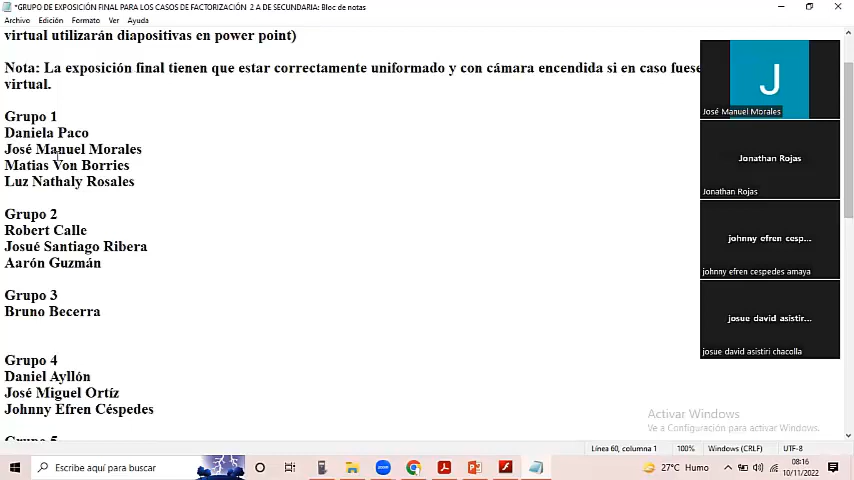 *GRUPO DE EXPOSICIÓN FINAL PARA LOS CASOS DE FACTORIZACIÓN 2 A DE SECUNDARIA: Bloc de notas
Archivo Edición Formato Ver Ayuda
virtual utilizarán diapositivas en power point)
Nota: La exposición final tienen que estar correctamente uniformado y con cámara encendida si en caso fuese
virtual.
Grupo 1
Daniela Paco
José Manuel Morales
Matias Von Borries
Luz Nathaly Rosales
Grupo 2
Robert Calle
Josué Santiago Ribera
Aarón Guzmán
Grupo 3
Bruno Becerra
Grupo 4
Daniel Ayllón
José Miguel Ortíz
Johnny Efren Céspedes
Grupo 5
J
José Manuel Morales
Jonathan Rojas
Jonathan Rojas
johnny efren cesp...
johnny efren cespedes amaya
josue david asistir...
josue david asistiri chacolla
Activar Windows
Ve a Configuración para activar Windows.
Línea 60, columna 1 100% Windows (CRLF) UTF-8
Escribe aquí para buscar
27°C Humo
08:16
10/11/2022